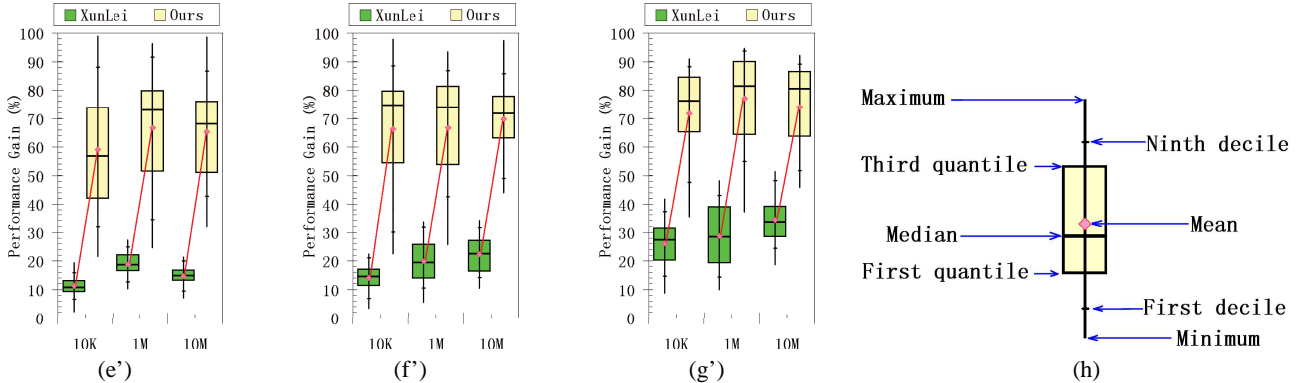 XunLei Ours
Performance Gain (%)
100
90
80
70
60
50
40
30
20
10
0
10K 1M 10M
(e')
XunLei Ours
Performance Gain (%)
100
90
80
70
60
50
40
30
20
10
0
10K 1M 10M
(f')
XunLei Ours
Performance Gain (%)
100
90
80
70
60
50
40
30
20
10
0
10K 1M 10M
(g')
Maximum
Ninth decile
Third quantile
Mean
Median
First quantile
First decile
Minimum
(h)